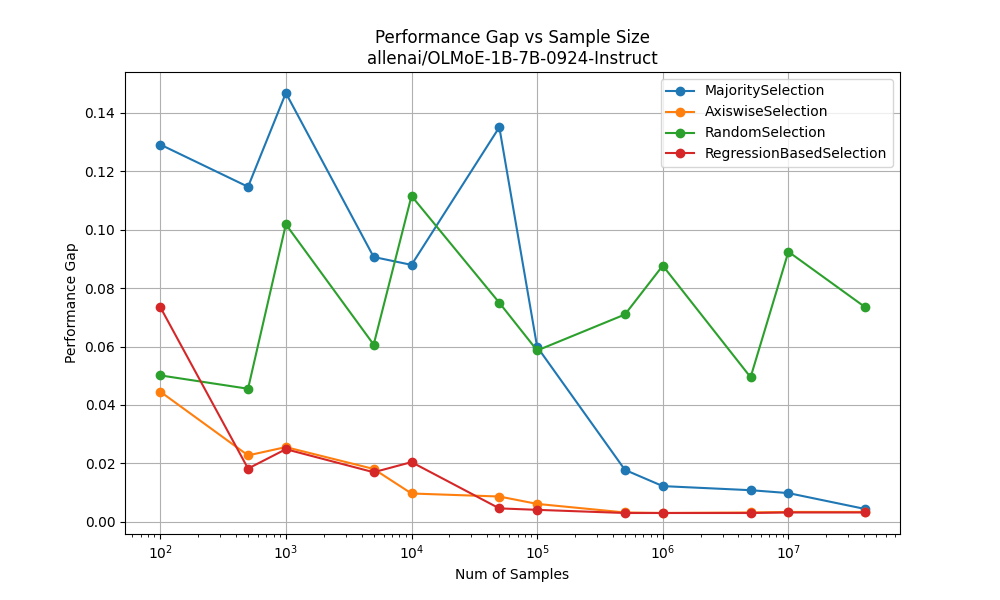 Performance Gap vs Sample Size
allenai/OLMoE-1B-7B-0924-Instruct
MajoritySelection
AxiswiseSelection
RandomSelection
RegressionBasedSelection
Performance Gap
0.14
0.12
0.10
0.08
0.06
0.04
0.02
0.00
10² 10³ 10⁴ 10⁵ 10⁶ 10⁷
Num of Samples